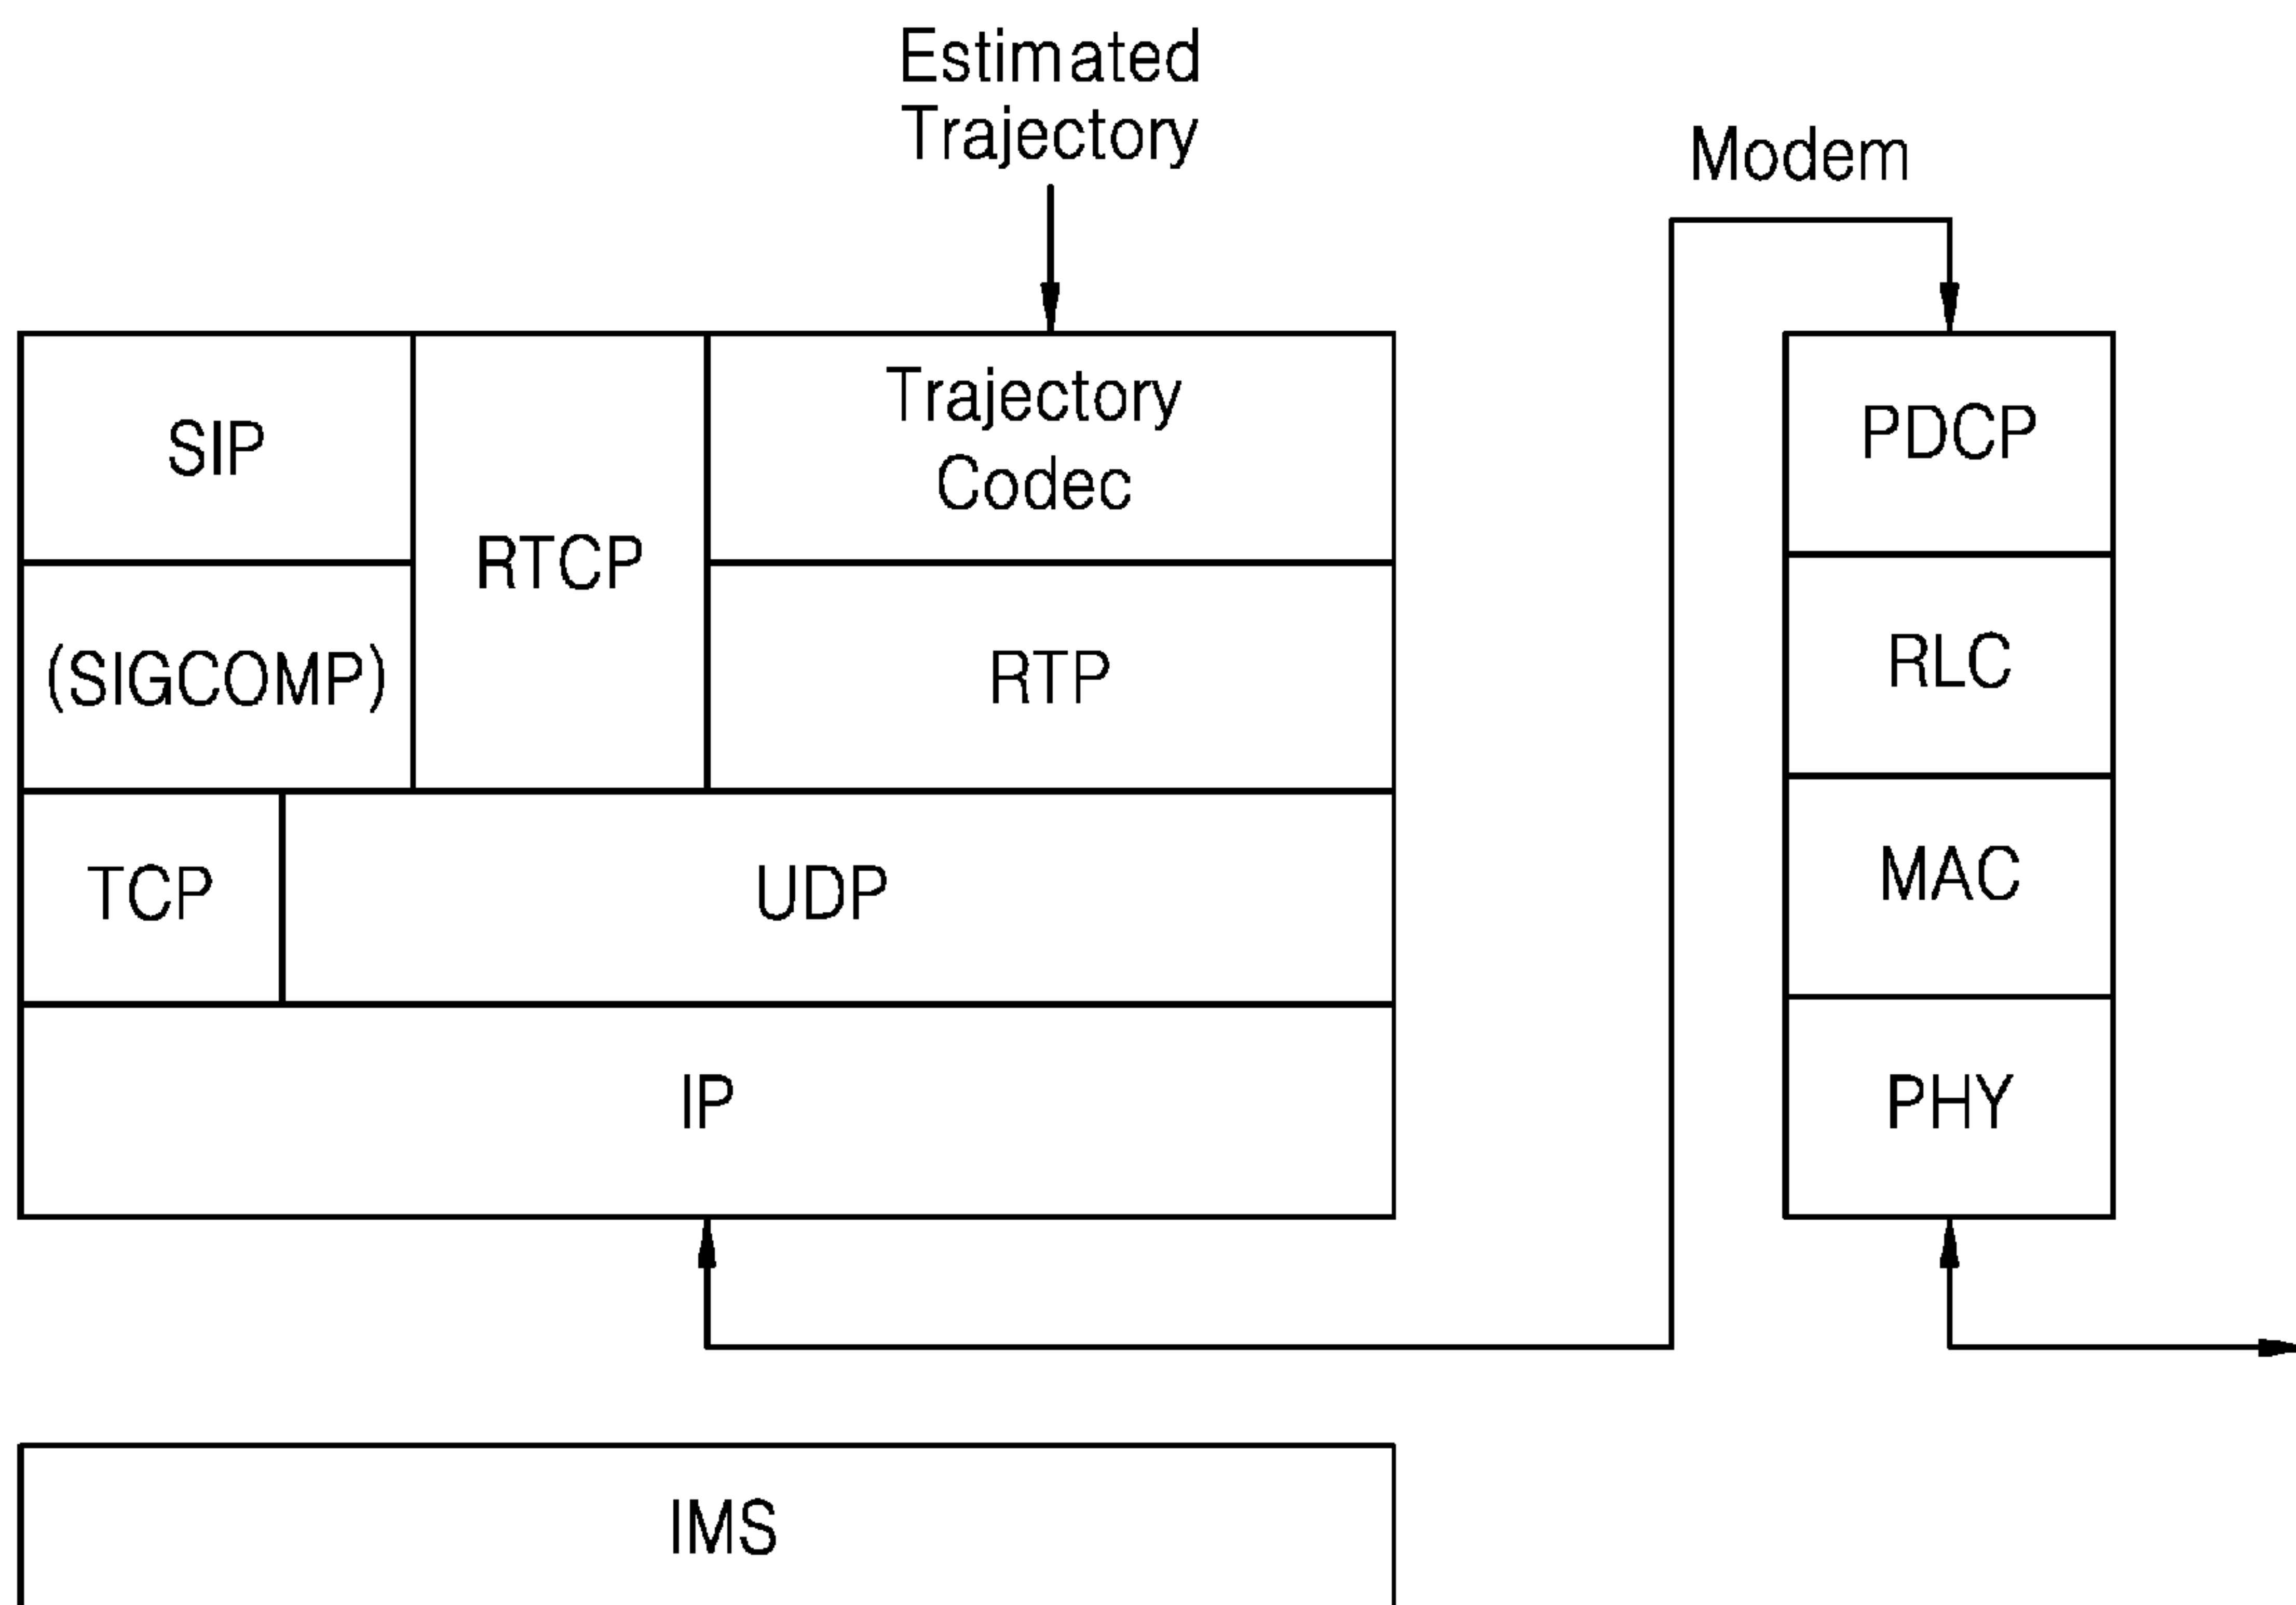 Estimated
Trajectory
Modem
SIP
(SIGCOMP)
RTCP
Trajectory
Codec
RTP
TCP
UDP
IP
PDCP
RLC
MAC
PHY
IMS